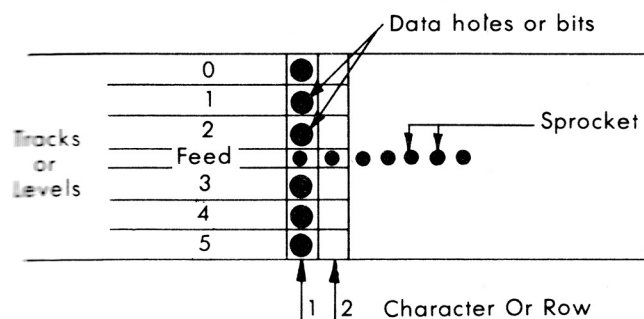 Data holes or bits
0
1
2
Feed
3
4
5
Tracks
or
Levels
Sprocket
1
2
Character Or Row